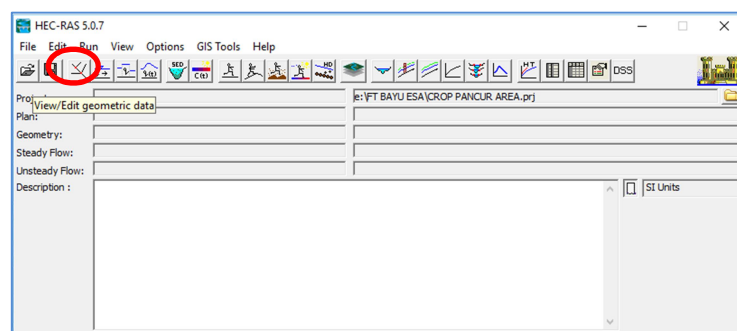 HEC-RAS 5.0.7
File Edit Run View Options GIS Tools Help
SED C(t) HD HT DSS
View/Edit geometric data
e:\FT BAYU ESA\CROP PANCUR AREA.prj
Plan:
Geometry:
Steady Flow:
Unsteady Flow:
Description :
SI Units